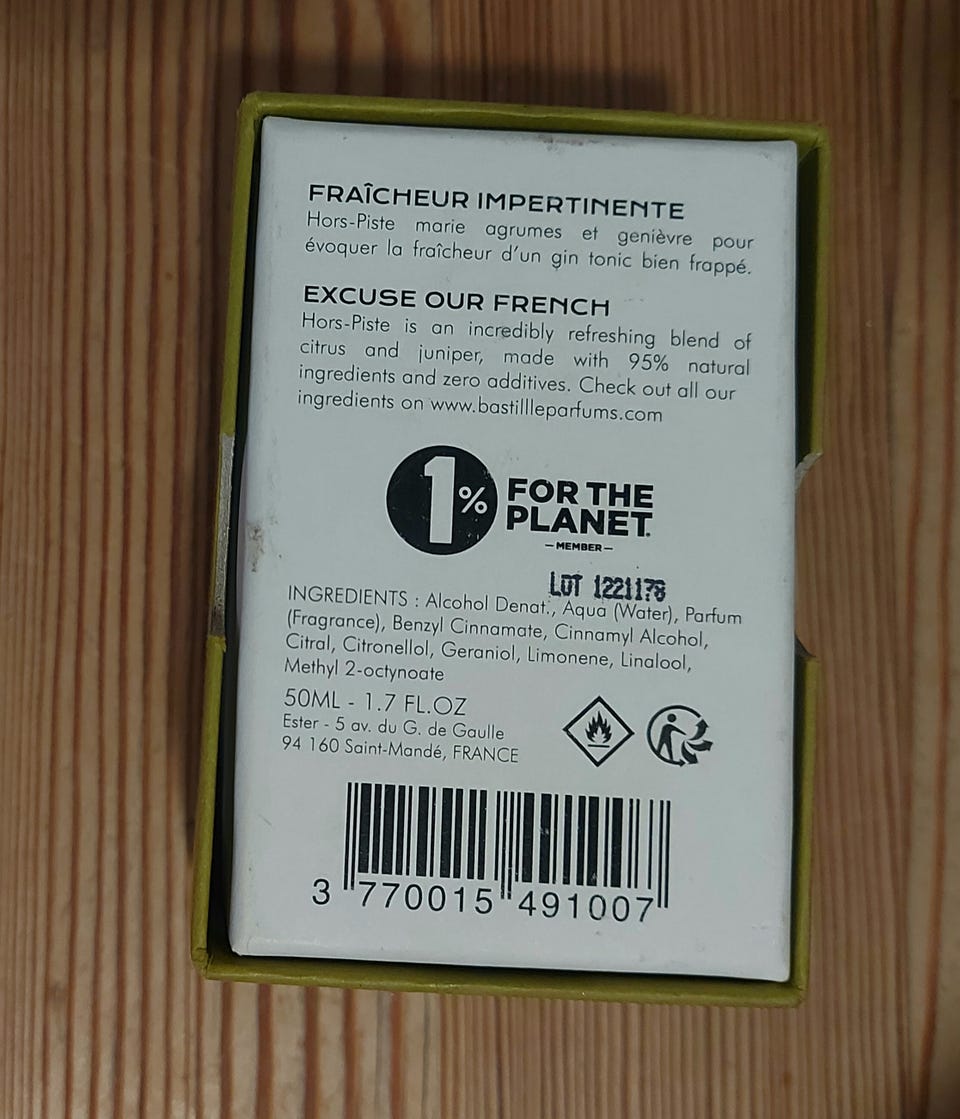 FRAÎCHEUR IMPERTINENTE
Hors-Piste marie agrumes et genièvre pour
évoquer la fraîcheur d'un gin tonic bien frappé.
EXCUSE OUR FRENCH
Hors-Piste is an incredibly refreshing blend of
citrus and juniper, made with 95% natural
ingredients and zero additives. Check out all our
ingredients on www.bastillleparfums.com
1%
FOR THE
PLANET.
– MEMBER –
LOT 1221178
INGREDIENTS : Alcohol Denat., Aqua (Water), Parfum
(Fragrance), Benzyl Cinnamate, Cinnamyl Alcohol,
Citral, Citronellol, Geraniol, Limonene, Linalool,
Methyl 2-octynoate
50ML - 1.7 FL.OZ
Ester - 5 av. du G. de Gaulle
94 160 Saint-Mandé, FRANCE
3 770015 491007